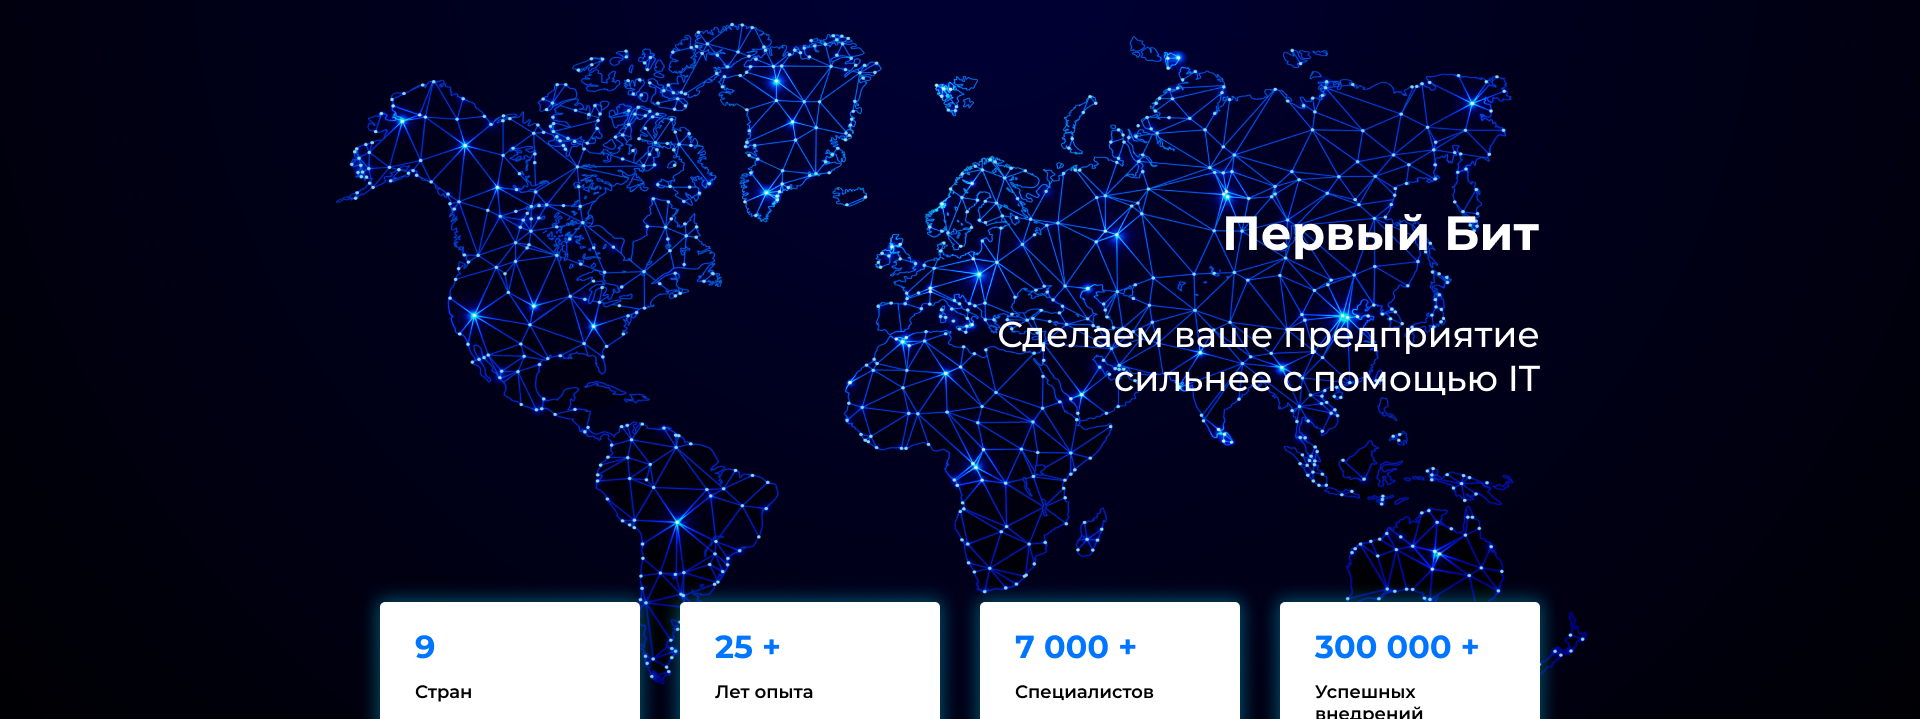 Первый Бит
Сделаем ваше предприятие
сильнее с помощью IT
9
Стран
25 +
Лет опыта
7 000 +
Специалистов
300 000 +
Успешных
внедрений